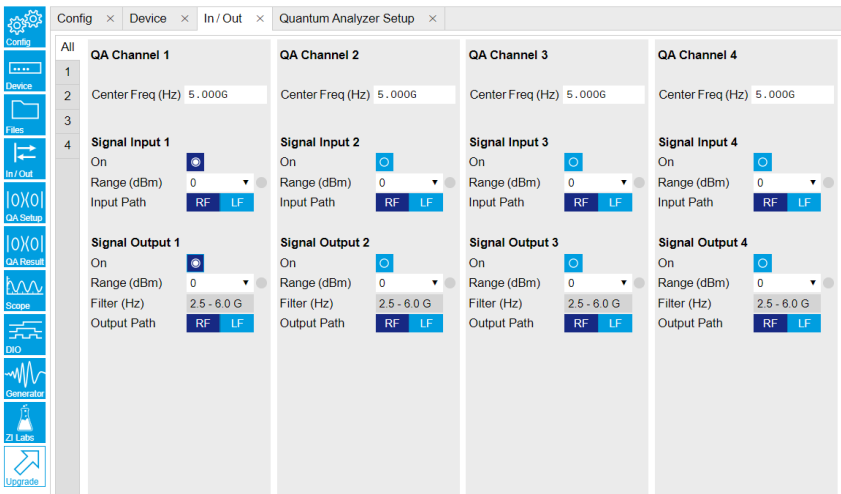 Config × Device × In / Out × Quantum Analyzer Setup ×
Config
Device
Files
In / Out
QA Setup
QA Result
Scope
DIO
Generator
ZI Labs
Upgrade
All
1
2
3
4
QA Channel 1
Center Freq (Hz) 5.000G
Signal Input 1
On
Range (dBm) 0
Input Path RF LF
Signal Output 1
On
Range (dBm) 0
Filter (Hz) 2.5 - 6.0 G
Output Path RF LF
QA Channel 2
Center Freq (Hz) 5.000G
Signal Input 2
On
Range (dBm) 0
Input Path RF LF
Signal Output 2
On
Range (dBm) 0
Filter (Hz) 2.5 - 6.0 G
Output Path RF LF
QA Channel 3
Center Freq (Hz) 5.000G
Signal Input 3
On
Range (dBm) 0
Input Path RF LF
Signal Output 3
On
Range (dBm) 0
Filter (Hz) 2.5 - 6.0 G
Output Path RF LF
QA Channel 4
Center Freq (Hz) 5.000G
Signal Input 4
On
Range (dBm) 0
Input Path RF LF
Signal Output 4
On
Range (dBm) 0
Filter (Hz) 2.5 - 6.0 G
Output Path RF LF